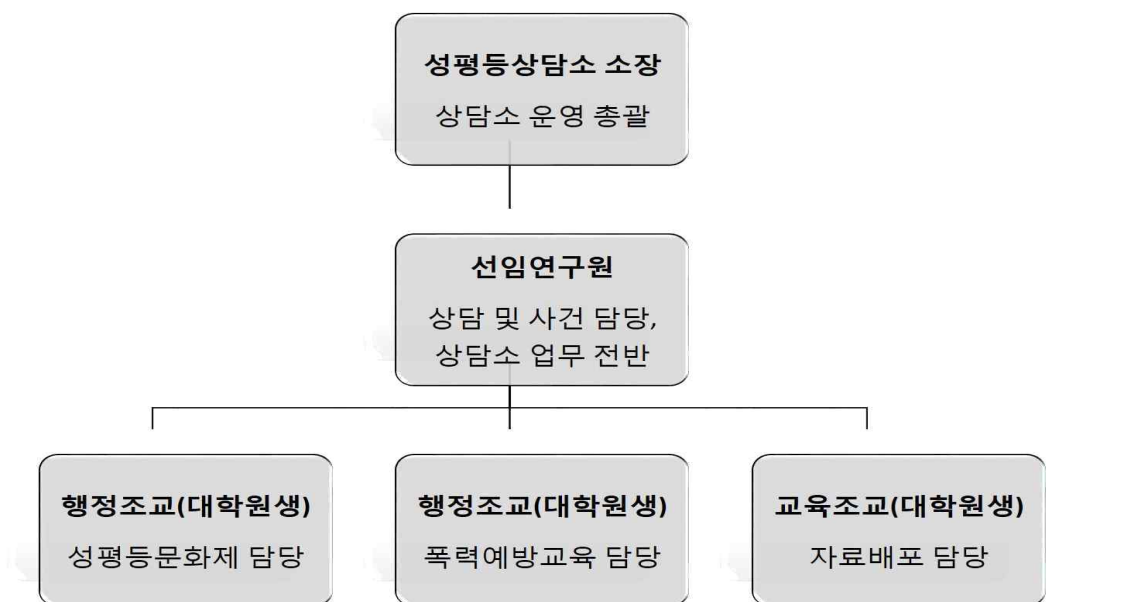 성평등상담소 소장
상담소 운영 총괄
선임연구원
상담 및 사건 담당,
상담소 업무 전반
행정조교(대학원생)
성평등문화제 담당
행정조교(대학원생)
폭력예방교육 담당
교육조교(대학원생)
자료배포 담당